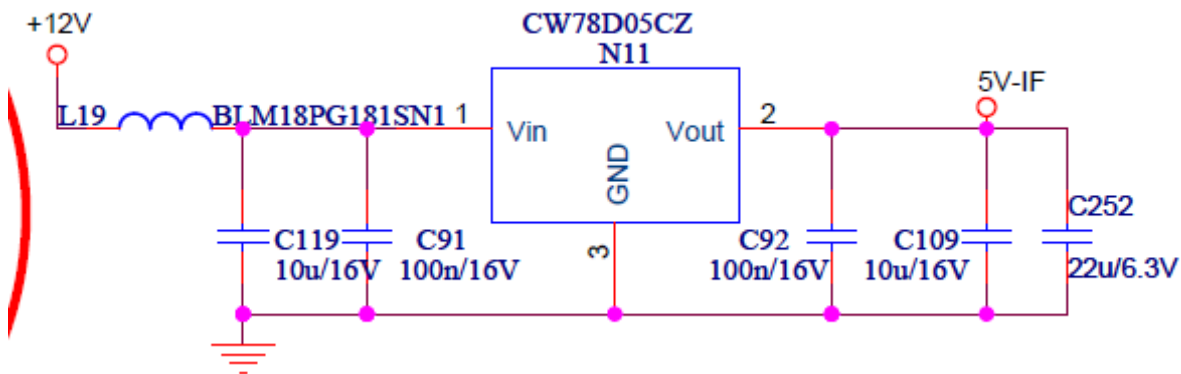 +12V
CW78D05CZ
N11
5V-IF
L19
BLM18PG181SN1
1
Vin
Vout
2
GND
3
C119
10u/16V
C91
100n/16V
C92
100n/16V
C109
10u/16V
C252
22u/6.3V